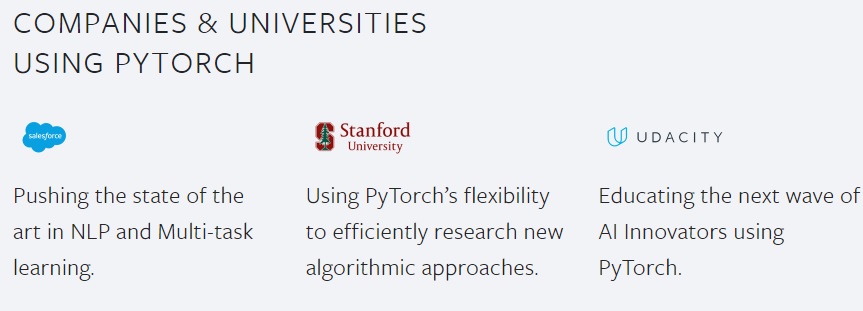 COMPANIES & UNIVERSITIES
USING PYTORCH
salesforce
Stanford
University
UDACITY
Pushing the state of the
art in NLP and Multi-task
learning.
Using PyTorch’s flexibility
to efficiently research new
algorithmic approaches.
Educating the next wave of
AI Innovators using
PyTorch.